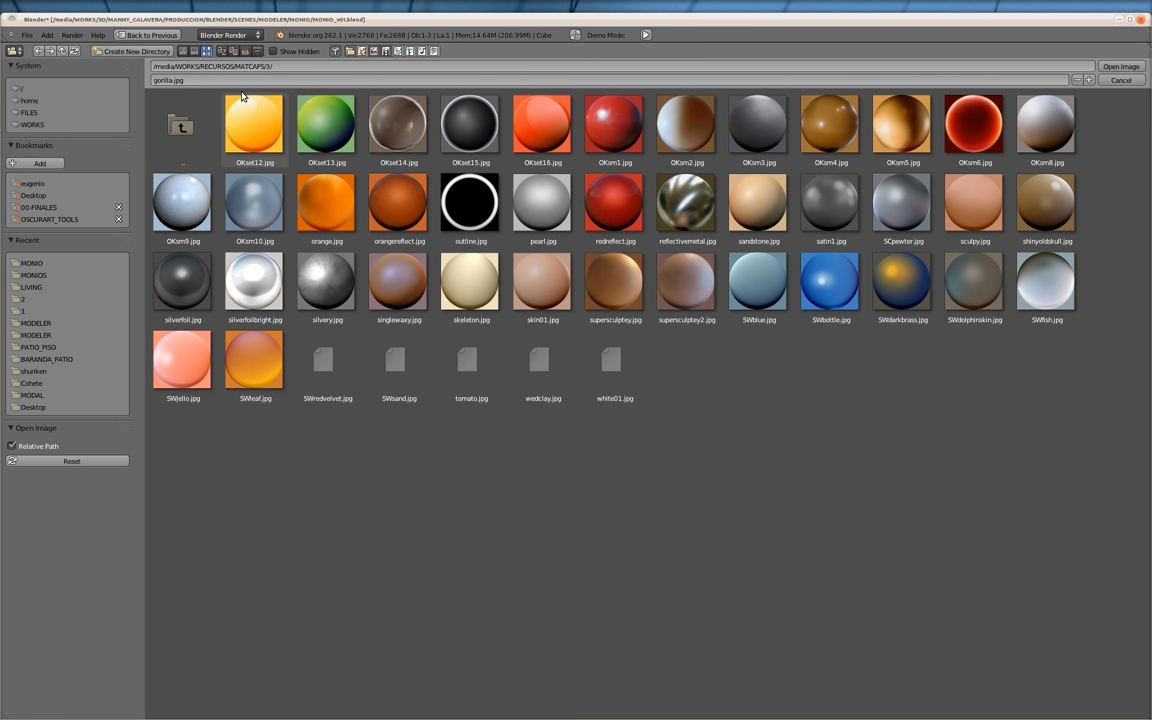 Blender* [/media/WORKS/3D/MANNY_CALAVERA/PRODUCCION/BLENDER/SCENES/MODELER/MONIO/MONIO_v01.blend]
File Add Render Help Back to Previous Blender Render blender.org 262.1 | Ve:2768 | Fa:2688 | Ob:1-3 | La:1 | Mem:14.64M (206.99M) | Cube Demo Mode:
Create New Directory Show Hidden
System
/
home
FILES
WORKS
Bookmarks
Add
eugenio
Desktop
00-FINALES
OSCURART_TOOLS
Recent
MONIO
MONIOS
LIVING
2
1
MODELER
MODELER
PATIO_PISO
BARANDA_PATIO
shuriken
Cohete
MODAL
Desktop
Open Image
Relative Path
Reset
/media/WORKS/RECURSOS/MATCAPS/3/ Open Image
gorilla.jpg Cancel
.. OKset12.jpg OKset13.jpg OKset14.jpg OKset15.jpg OKset16.jpg OKsm1.jpg OKsm2.jpg OKsm3.jpg OKsm4.jpg OKsm5.jpg OKsm6.jpg OKsm8.jpg
OKsm9.jpg OKsm10.jpg orange.jpg orangereflect.jpg outline.jpg pearl.jpg redreflect.jpg reflectivemetal.jpg sandstone.jpg satin1.jpg SCpewter.jpg sculpy.jpg shinyoldskull.jpg
silverfoil.jpg silverfoilbright.jpg silvery.jpg singlewaxy.jpg skeleton.jpg skin01.jpg supersculptey.jpg supersculptey2.jpg SWblue.jpg SWbottle.jpg SWdarkbrass.jpg SWdolphinskin.jpg SWfish.jpg
SWjello.jpg SWleaf.jpg SWredvelvet.jpg SWsand.jpg tomato.jpg wedclay.jpg white01.jpg